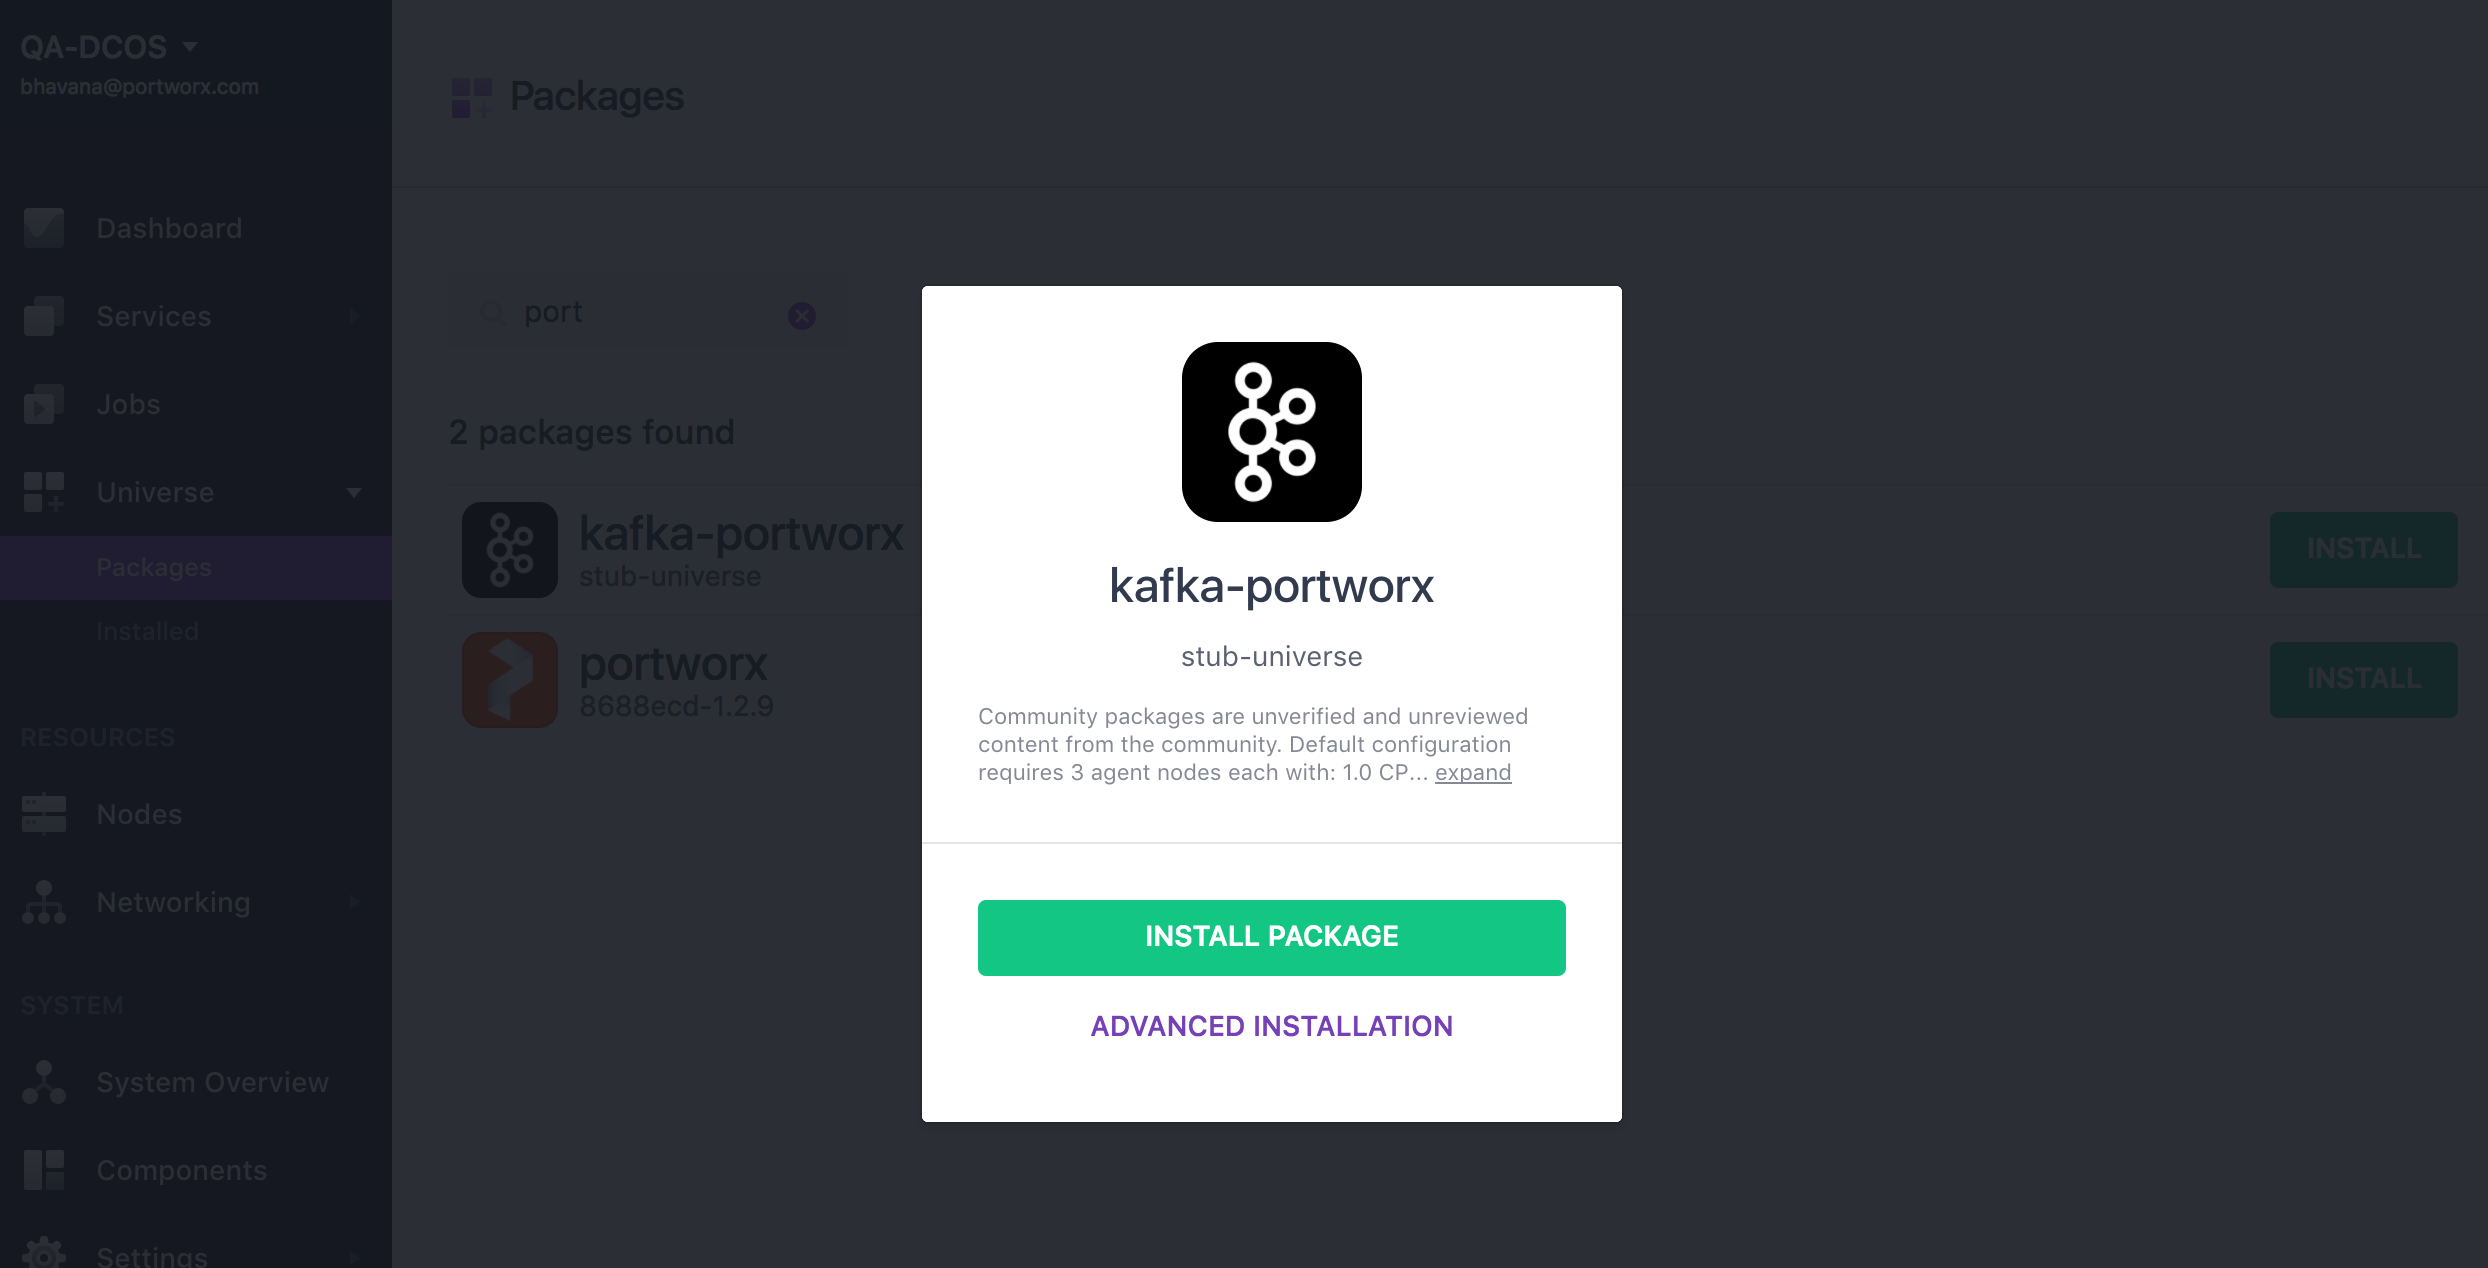 QA-DCOS
bhavana@portworx.com
Dashboard
Services
Jobs
Universe
Packages
Installed
RESOURCES
Nodes
Networking
SYSTEM
System Overview
Components
Settings
Packages
port
2 packages found
kafka-portworx
stub-universe
INSTALL
portworx
8688ecd-1.2.9
INSTALL
kafka-portworx
stub-universe
Community packages are unverified and unreviewed
content from the community. Default configuration
requires 3 agent nodes each with: 1.0 CP... expand
INSTALL PACKAGE
ADVANCED INSTALLATION